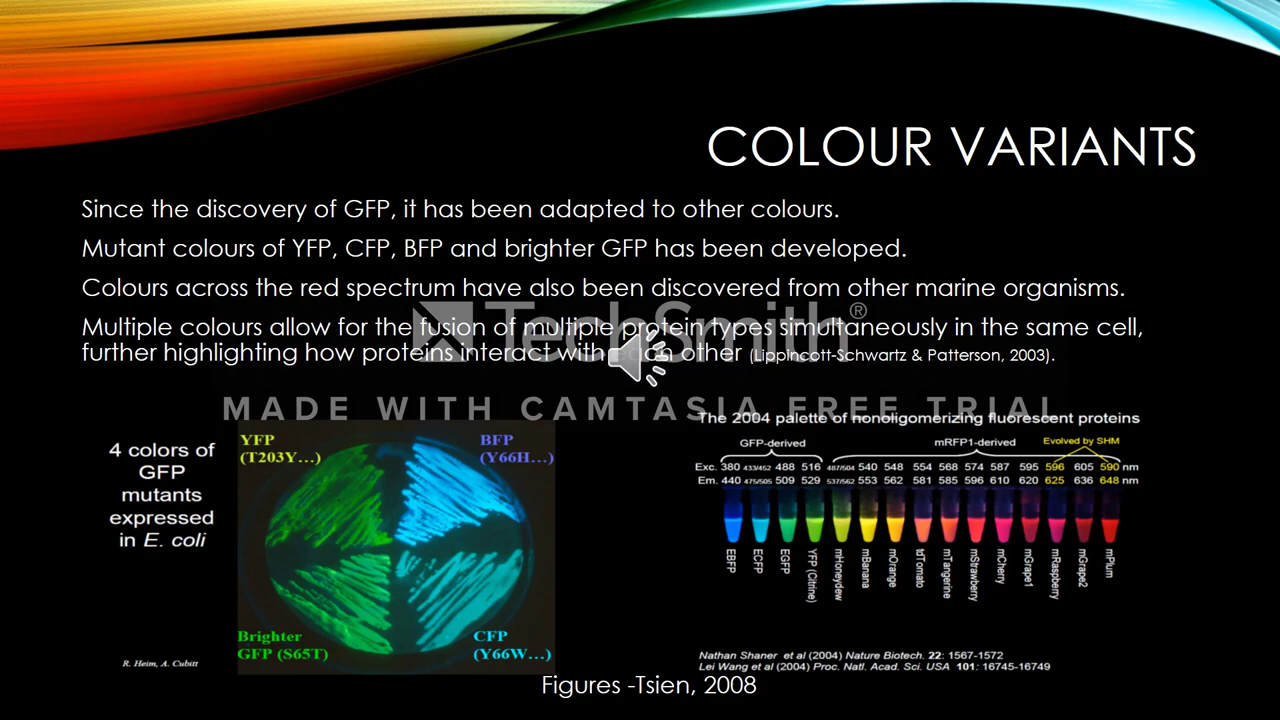 COLOUR VARIANTS
Since the discovery of GFP, it has been adapted to other colours.
Mutant colours of YFP, CFP, BFP and brighter GFP has been developed.
Colours across the red spectrum have also been discovered from other marine organisms.
Multiple colours allow for the fusion of multiple protein types simultaneously in the same cell,
further highlighting how proteins interact with each other (Lippincott-Schwartz & Patterson, 2003).
TechSmith®
MADE WITH CAMTASIA FREE TRIAL
4 colors of
GFP
mutants
expressed
in E. coli
R. Heim, A. Cubitt
YFP
(T203Y...)
BFP
(Y66H...)
Brighter
GFP (S65T)
CFP
(Y66W...)
The 2004 palette of nonoligomerizing fluorescent proteins
GFP-derived mRFP1-derived Evolved by SHM
Exc. 380 433/452 488 516 487/504 540 548 554 568 574 587 595 596 605 590 nm
Em. 440 475/505 509 529 537/562 553 562 581 585 596 610 620 625 636 648 nm
EBFP
ECFP
EGFP
YFP (Citrine)
mHoneydew
mBanana
mOrange
tdTomato
mTangerine
mStrawberry
mCherry
mGrape1
mRaspberry
mGrape2
mPlum
Nathan Shaner et al (2004) Nature Biotech. 22: 1567-1572
Lei Wang et al (2004) Proc. Natl. Acad. Sci. USA 101: 16745-16749
Figures -Tsien, 2008